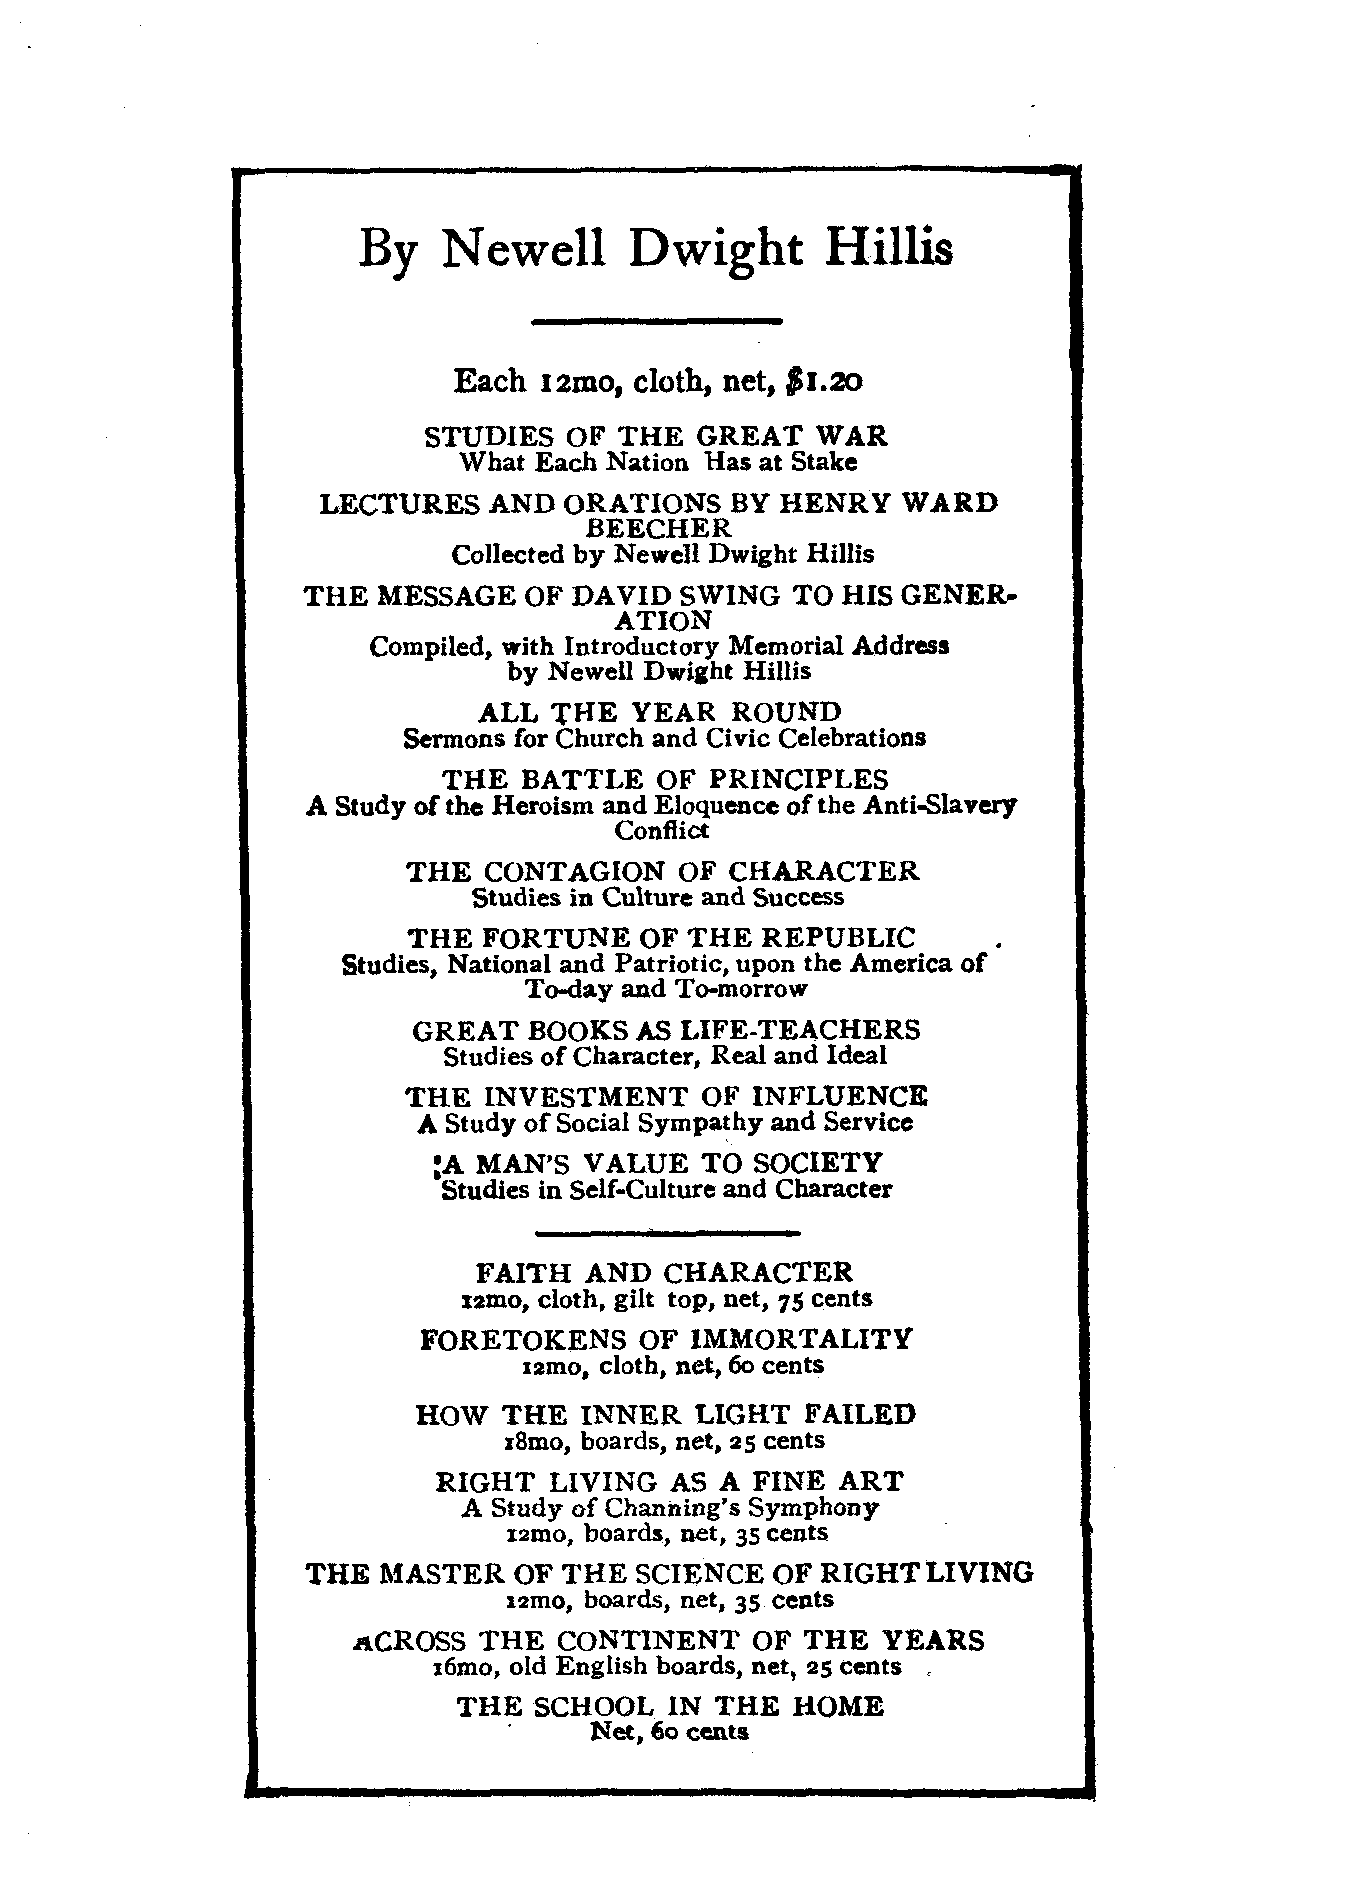 By Newell Dwight Hillis
Each 12mo, cloth, net, $1.20
STUDIES OF THE GREAT WAR
What Each Nation Has at Stake
LECTURES AND ORATIONS BY HENRY WARD
BEECHER
Collected by Newell Dwight Hillis
THE MESSAGE OF DAVID SWING TO HIS GENER-
ATION
Compiled, with Introductory Memorial Address
by Newell Dwight Hillis
ALL THE YEAR ROUND
Sermons for Church and Civic Celebrations
THE BATTLE OF PRINCIPLES
A Study of the Heroism and Eloquence of the Anti-Slavery
Conflict
THE CONTAGION OF CHARACTER
Studies in Culture and Success
THE FORTUNE OF THE REPUBLIC
Studies, National and Patriotic, upon the America of
To-day and To-morrow
GREAT BOOKS AS LIFE-TEACHERS
Studies of Character, Real and Ideal
THE INVESTMENT OF INFLUENCE
A Study of Social Sympathy and Service
A MAN'S VALUE TO SOCIETY
Studies in Self-Culture and Character
FAITH AND CHARACTER
12mo, cloth, gilt top, net, 75 cents
FORETOKENS OF IMMORTALITY
12mo, cloth, net, 60 cents
HOW THE INNER LIGHT FAILED
18mo, boards, net, 25 cents
RIGHT LIVING AS A FINE ART
A Study of Channing's Symphony
12mo, boards, net, 35 cents
THE MASTER OF THE SCIENCE OF RIGHT LIVING
12mo, boards, net, 35 cents
ACROSS THE CONTINENT OF THE YEARS
16mo, old English boards, net, 25 cents
THE SCHOOL IN THE HOME
Net, 60 cents